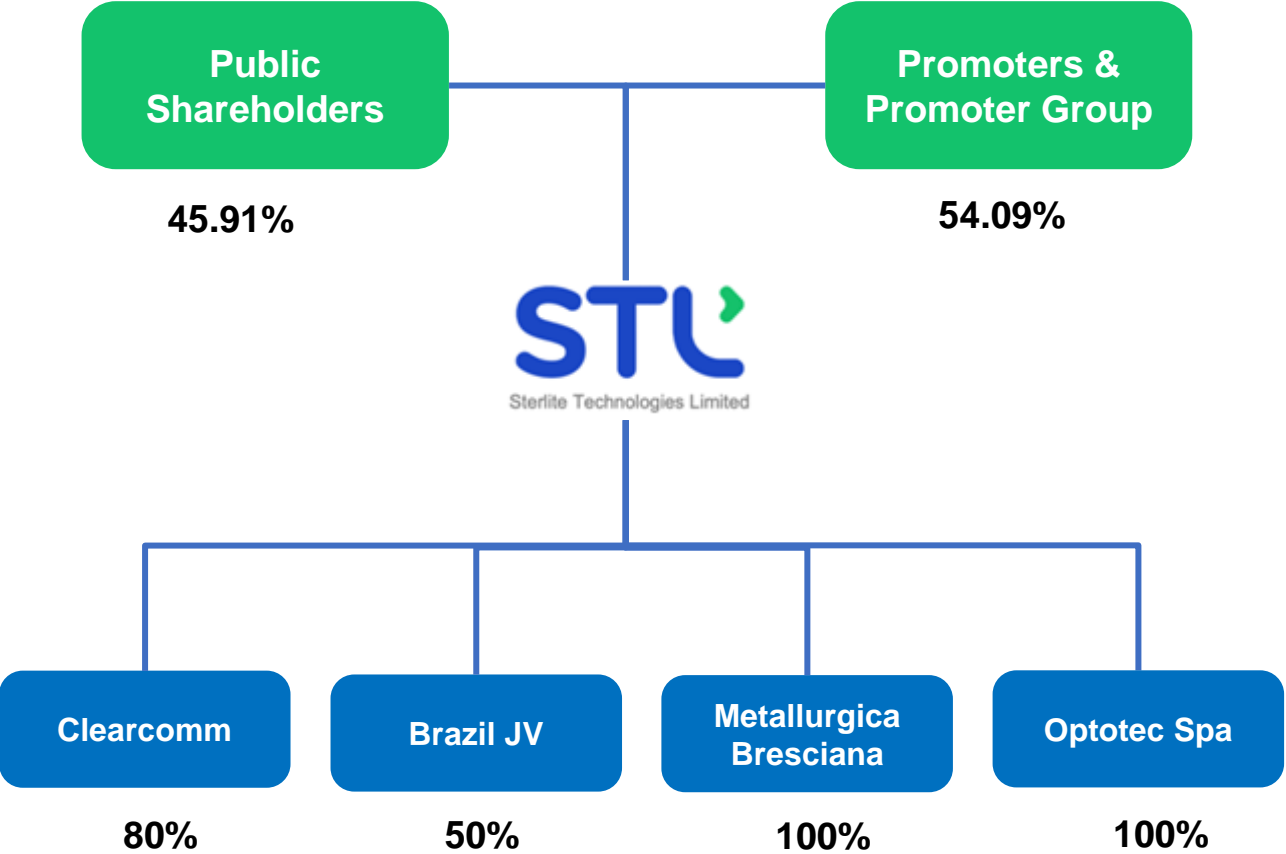 Public
Shareholders
Promoters &
Promoter Group
45.91%
54.09%
STL
Sterlite Technologies Limited
Clearcomm
Brazil JV
Metallurgica
Bresciana
Optotec Spa
80%
50%
100%
100%